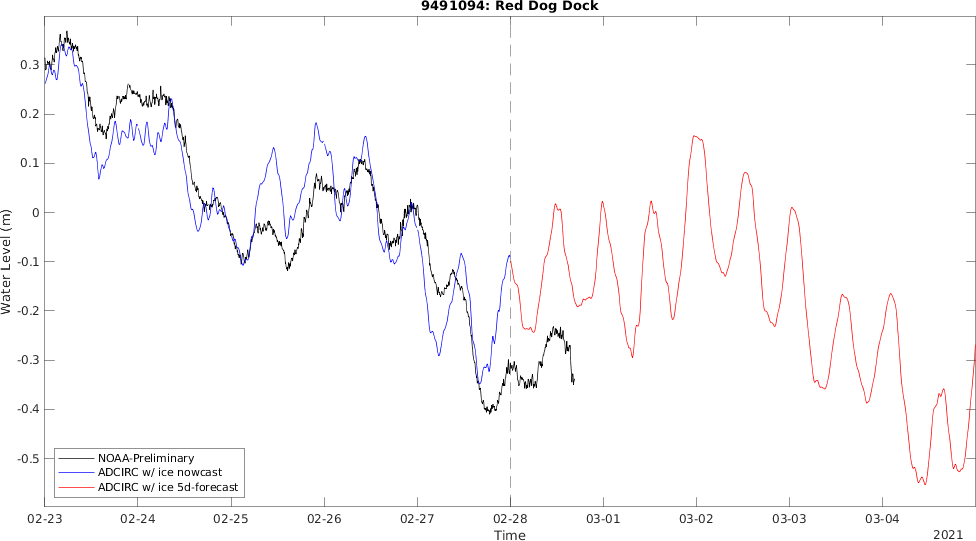 9491094: Red Dog Dock
Water Level (m)
0.3
0.2
0.1
0
-0.1
-0.2
-0.3
-0.4
-0.5
NOAA-Preliminary
ADCIRC w/ ice nowcast
ADCIRC w/ ice 5d-forecast
02-23 02-24 02-25 02-26 02-27 02-28 03-01 03-02 03-03 03-04
Time
2021